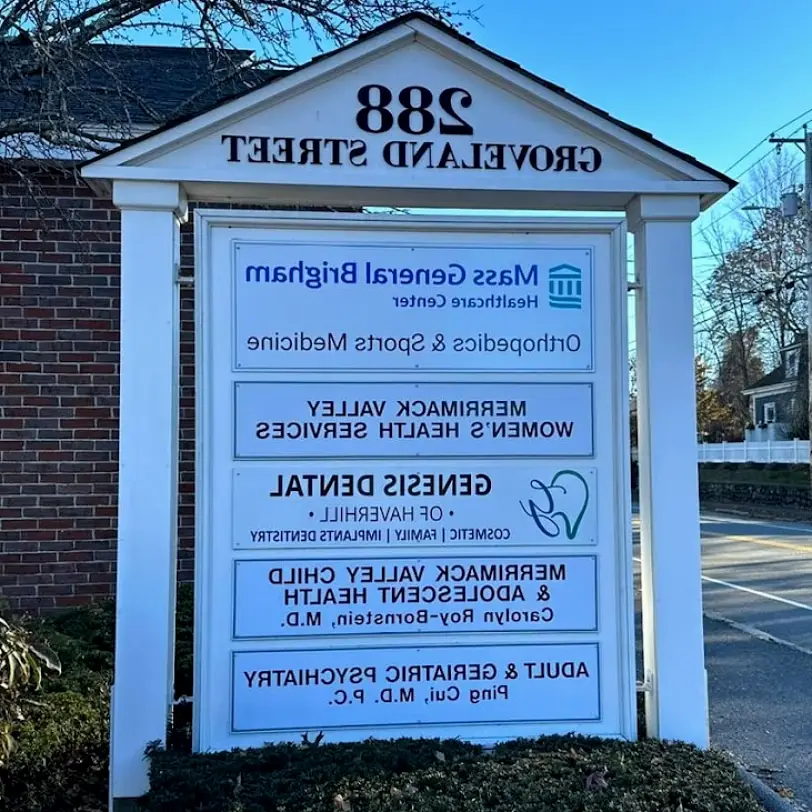 288
GROVELAND STREET
Mass General Brigham
Healthcare Center
Orthopedics & Sports Medicine
MERRIMACK VALLEY
WOMEN'S HEALTH SERVICES
GENESIS DENTAL
• OF HAVERHILL •
COSMETIC | FAMILY | IMPLANTS DENTISTRY
MERRIMACK VALLEY CHILD
& ADOLESCENT HEALTH
Carolyn Roy-Bornstein, M.D.
ADULT & GERIATRIC PSYCHIATRY
Ping Cui, M.D. P.C.